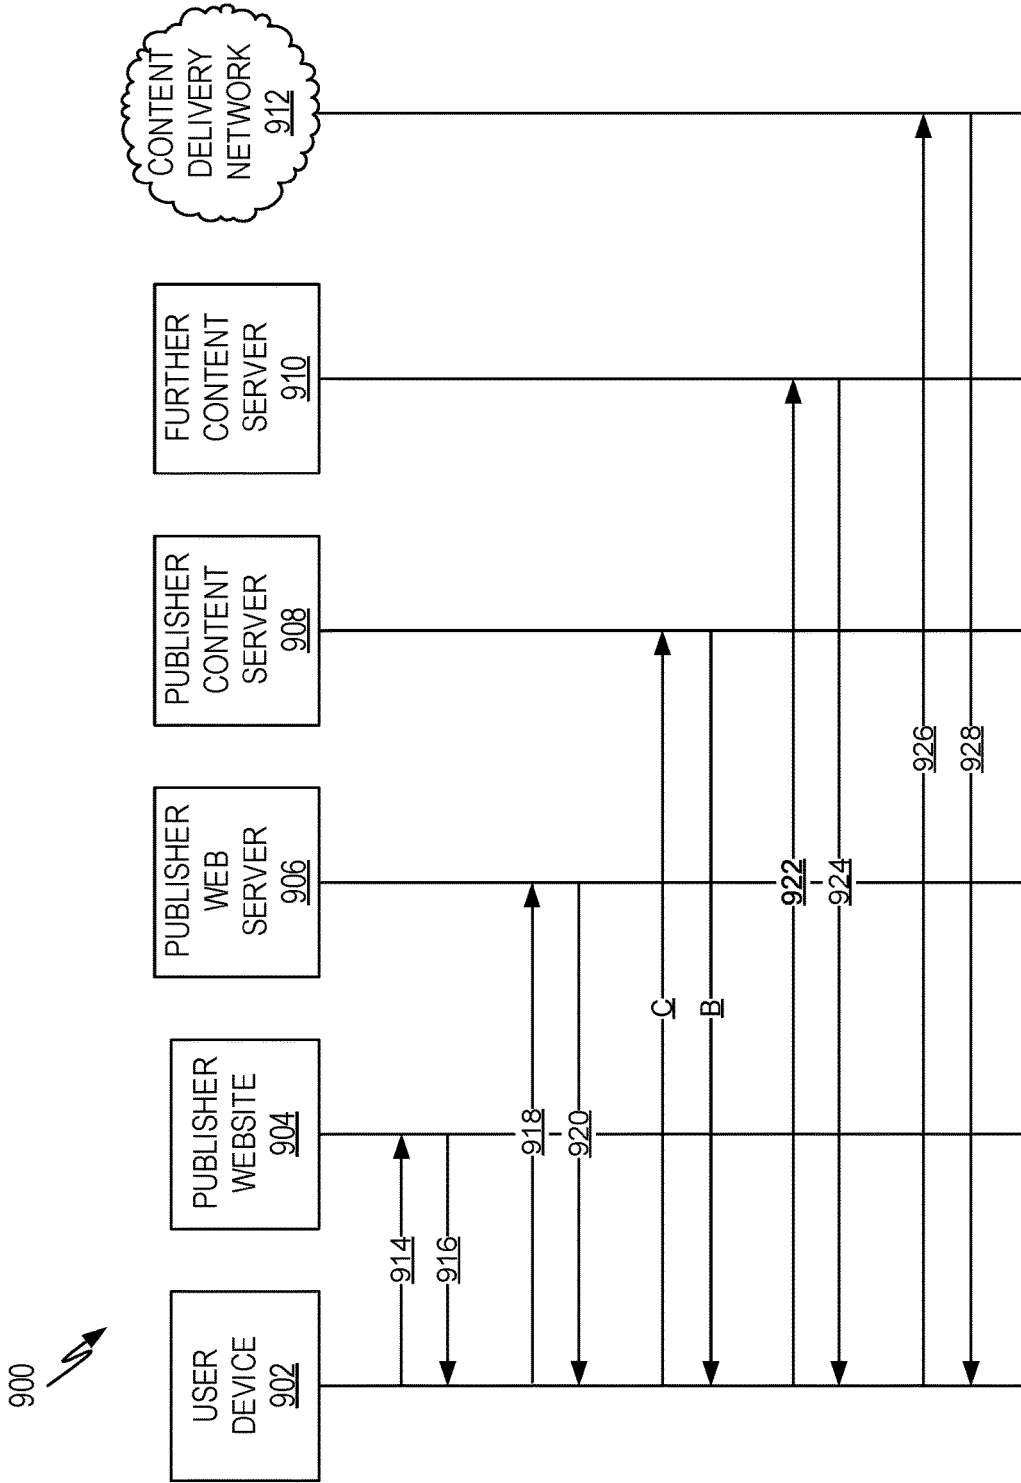 900
USER
DEVICE
902
PUBLISHER
WEBSITE
904
PUBLISHER
WEB
SERVER
906
PUBLISHER
CONTENT
SERVER
908
FURTHER
CONTENT
SERVER
910
CONTENT
DELIVERY
NETWORK
912
914
916
918
920
C
B
922
924
926
928